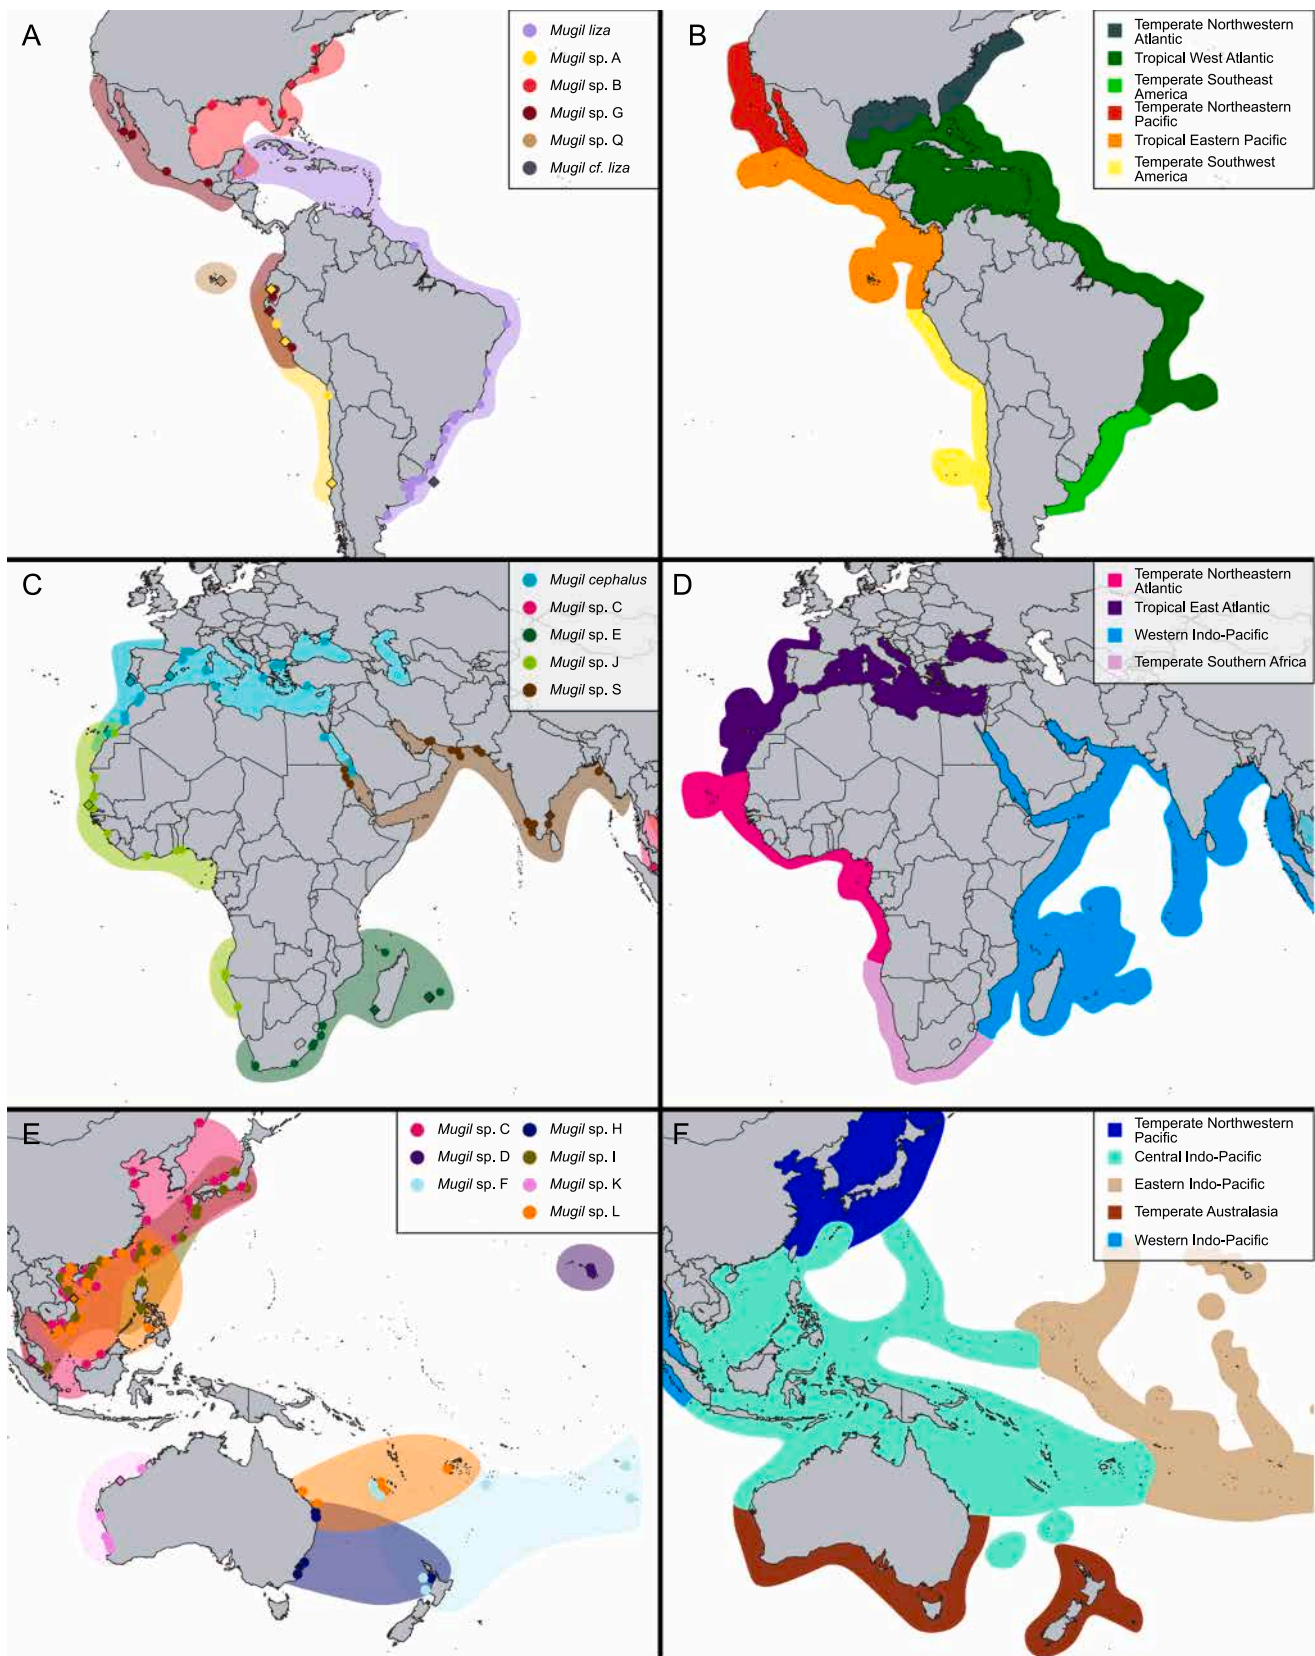 A
Mugil liza
Mugil sp. A
Mugil sp. B
Mugil sp. G
Mugil sp. Q
Mugil cf. liza
B
Temperate Northwestern
Atlantic
Tropical West Atlantic
Temperate Southeast
America
Temperate Northeastern
Pacific
Tropical Eastern Pacific
Temperate Southwest
America
C
Mugil cephalus
Mugil sp. C
Mugil sp. E
Mugil sp. J
Mugil sp. S
D
Temperate Northeastern
Atlantic
Tropical East Atlantic
Western Indo-Pacific
Temperate Southern Africa
E
Mugil sp. C
Mugil sp. D
Mugil sp. F
Mugil sp. H
Mugil sp. I
Mugil sp. K
Mugil sp. L
F
Temperate Northwestern
Pacific
Central Indo-Pacific
Eastern Indo-Pacific
Temperate Australasia
Western Indo-Pacific